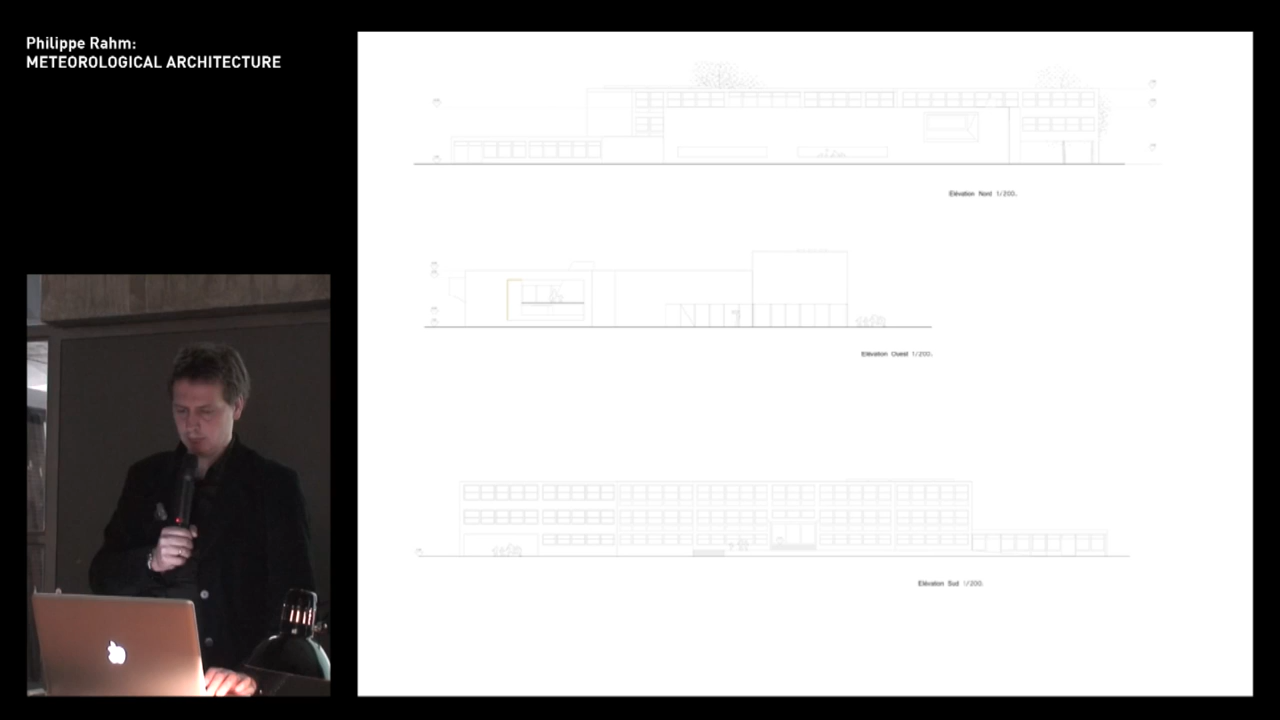 Philippe Rahm:
METEOROLOGICAL ARCHITECTURE
Elévation Nord 1/200.
Elévation Ouest 1/200.
Elévation Sud 1/200.